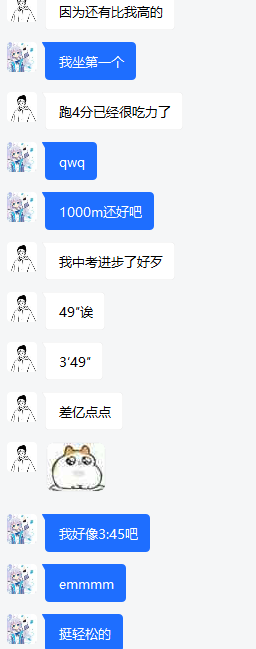 因为还有比我高的
我坐第一个
跑4分已经很吃力了
qwq
1000m还好吧
我中考进步了好歹
49”诶
3‘49”
差亿点点
我好像3:45吧
emmmm
挺轻松的